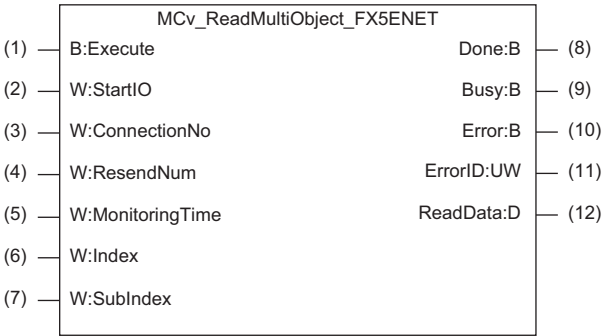 MCv_ReadMultiObject_FX5ENET
(1) B:Execute Done:B (8)
(2) W:StartIO Busy:B (9)
(3) W:ConnectionNo Error:B (10)
(4) W:ResendNum ErrorID:UW (11)
(5) W:MonitoringTime ReadData:D (12)
(6) W:Index
(7) W:SubIndex